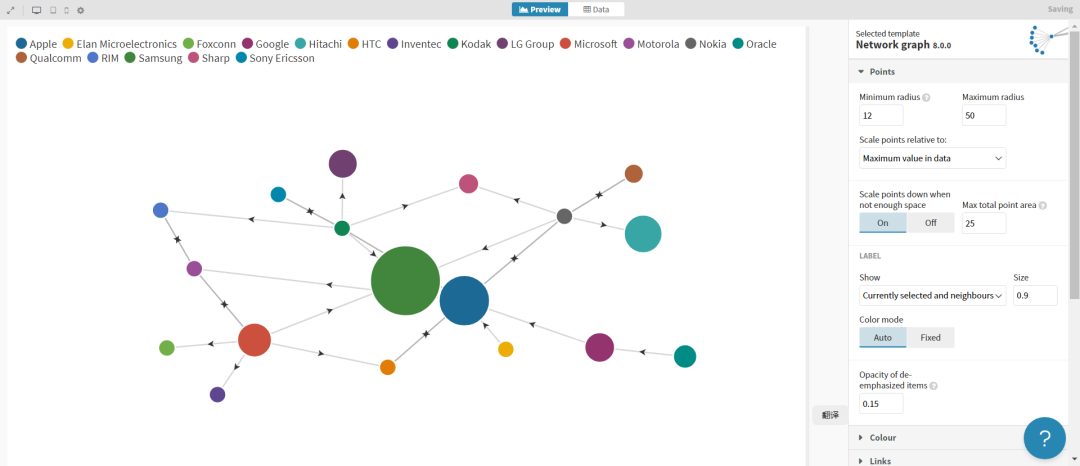 Preview
Data
Saving
Apple Elan Microelectronics Foxconn Google Hitachi HTC Inventec Kodak LG Group Microsoft Motorola Nokia Oracle
Qualcomm RIM Samsung Sharp Sony Ericsson
Selected template
Network graph 8.0.0
Points
Minimum radius ? Maximum radius
12 50
Scale points relative to:
Maximum value in data
Scale points down when
not enough space
Max total point area ?
On Off 25
LABEL
Show Size
Currently selected and neighbours 0.9
Color mode
Auto Fixed
Opacity of de-
emphasized items ?
0.15
翻译
Colour
?
Links